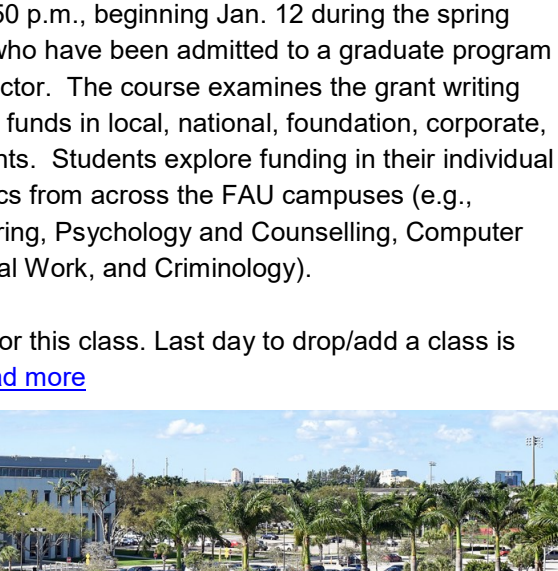 50 p.m., beginning Jan. 12 during the spring
who have been admitted to a graduate program
ctor.  The course examines the grant writing
funds in local, national, foundation, corporate,
nts.  Students explore funding in their individual
cs from across the FAU campuses (e.g.,
ring, Psychology and Counselling, Computer
al Work, and Criminology).
or this class. Last day to drop/add a class is
ad more